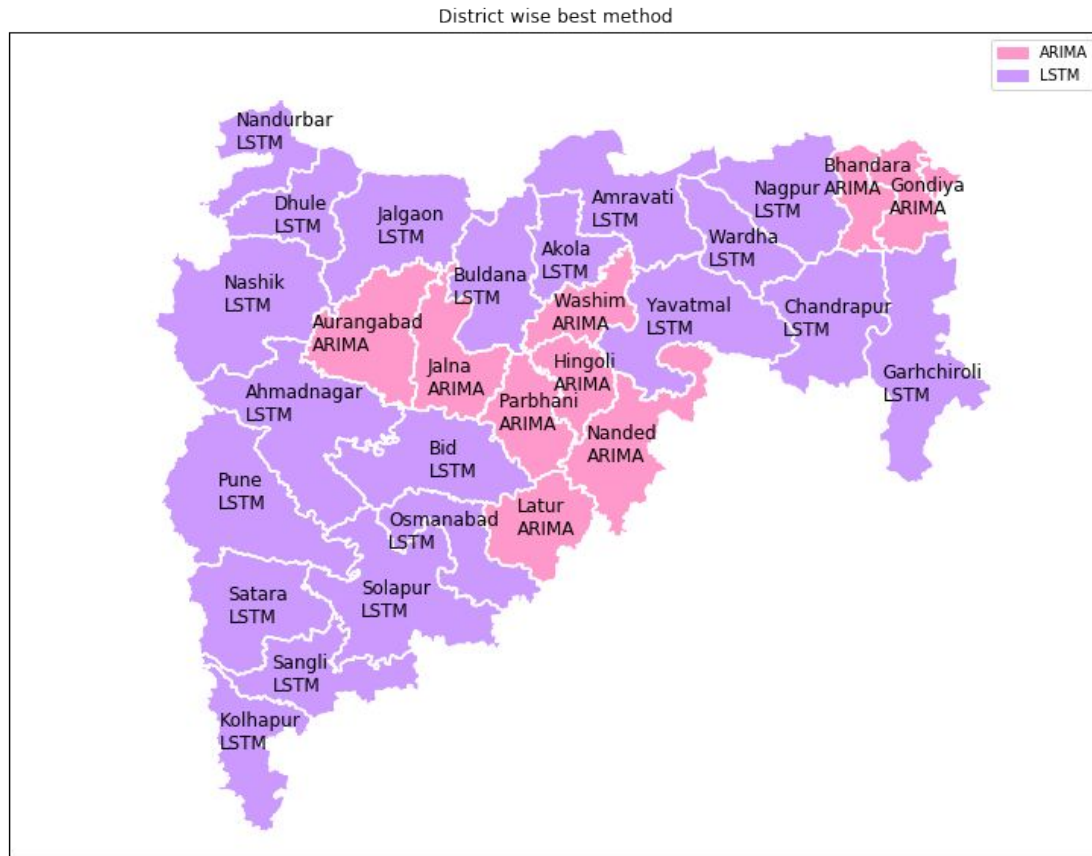 District wise best method
ARIMA
LSTM
Nandurbar
LSTM
Dhule
LSTM
Jalgaon
LSTM
Amravati
LSTM
Nagpur
LSTM
Bhandara
ARIMA
Gondiya
ARIMA
Akola
LSTM
Wardha
LSTM
Nashik
LSTM
Buldana
LSTM
Washim
ARIMA
Yavatmal
LSTM
Chandrapur
LSTM
Aurangabad
ARIMA
Jalna
ARIMA
Hingoli
ARIMA
Garhchiroli
LSTM
Ahmadnagar
LSTM
Parbhani
ARIMA
Nanded
ARIMA
Bid
LSTM
Pune
LSTM
Latur
ARIMA
Osmanabad
LSTM
Satara
LSTM
Solapur
LSTM
Sangli
LSTM
Kolhapur
LSTM